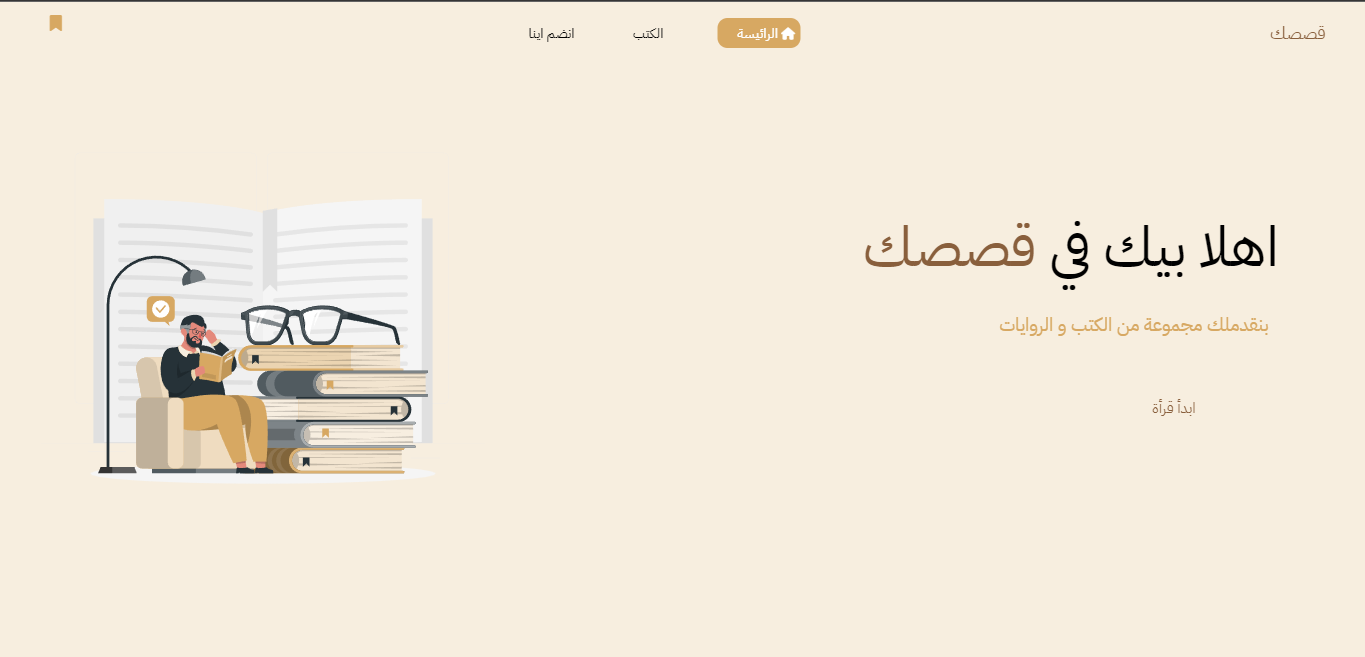 قصصك
الرائيسة
الكتب
انضم اينا
اهلا بيك في قصصك
بنقدملك مجموعة من الكتب و الروايات
ابدأ قرأة